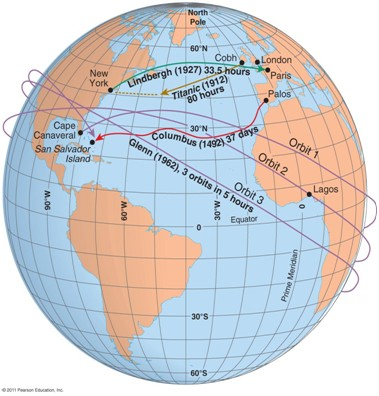 North
Pole
60°N
Cobh
London
Lindbergh (1927) 33.5 hours
Paris
New
York
Titanic (1912)
80 hours
Palos
Cape
Canaveral
30°N
San Salvador
Island
Columbus (1492) 37 days
Glenn (1962), 3 orbits in 5 hours
Orbit 1
Orbit 2
Orbit 3
Lagos
90°W
60°W
30°W
0
Equator
0
Prime Meridian
30°S
60°S
© 2011 Pearson Education, Inc.